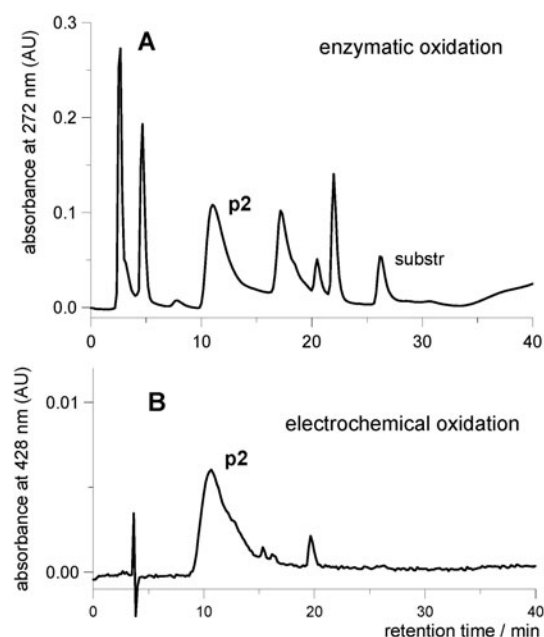 absorbance at 272 nm (AU)
0.3
0.2
0.1
0.0
A
enzymatic oxidation
p2
substr
0
10
20
30
40
absorbance at 428 nm (AU)
0.01
0.00
B
electrochemical oxidation
p2
0
10
20
30
40
retention time / min